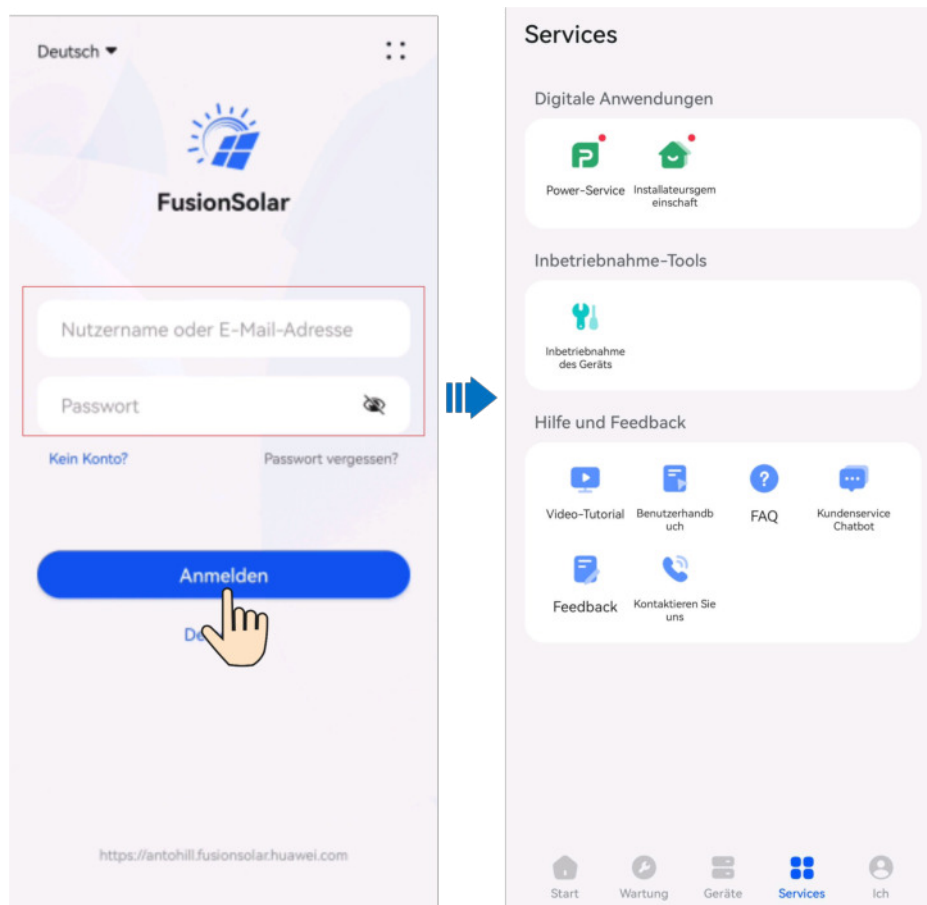 Deutsch
FusionSolar
Nutzername oder E-Mail-Adresse
Passwort
Kein Konto? Passwort vergessen?
Anmelden
https://antohill.fusionsolar.huawei.com
Services
Digitale Anwendungen
Power-Service
Installateursgem
einschaft
Inbetriebnahme-Tools
Inbetriebnahme
des Geräts
Hilfe und Feedback
Video-Tutorial
Benutzerhandb
uch
FAQ
Kundenservice
Chatbot
Feedback
Kontaktieren Sie
uns
Start Wartung Geräte Services Ich